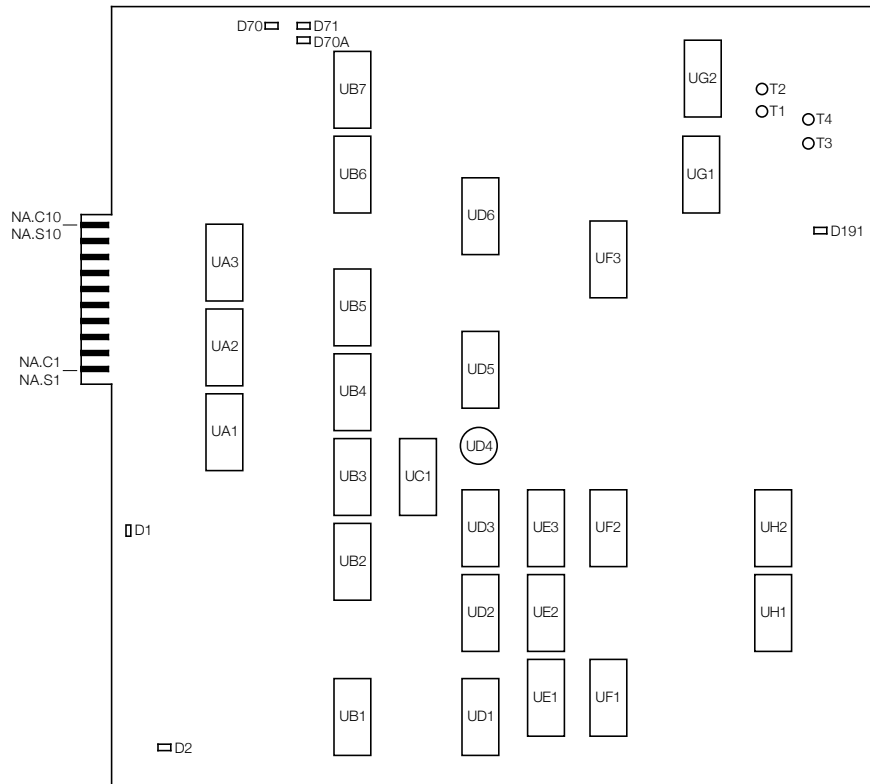 D70 D71
D70A
UB7
UG2
T2
T1
T4
T3
UB6
UG1
NA.C10
NA.S10
UD6
D191
UA3
UF3
UB5
UA2
NA.C1
NA.S1
UD5
UB4
UA1
UD4
UB3
UC1
D1
UD3
UE3
UF2
UH2
UB2
UD2
UE2
UH1
UE1
UF1
UB1
UD1
D2